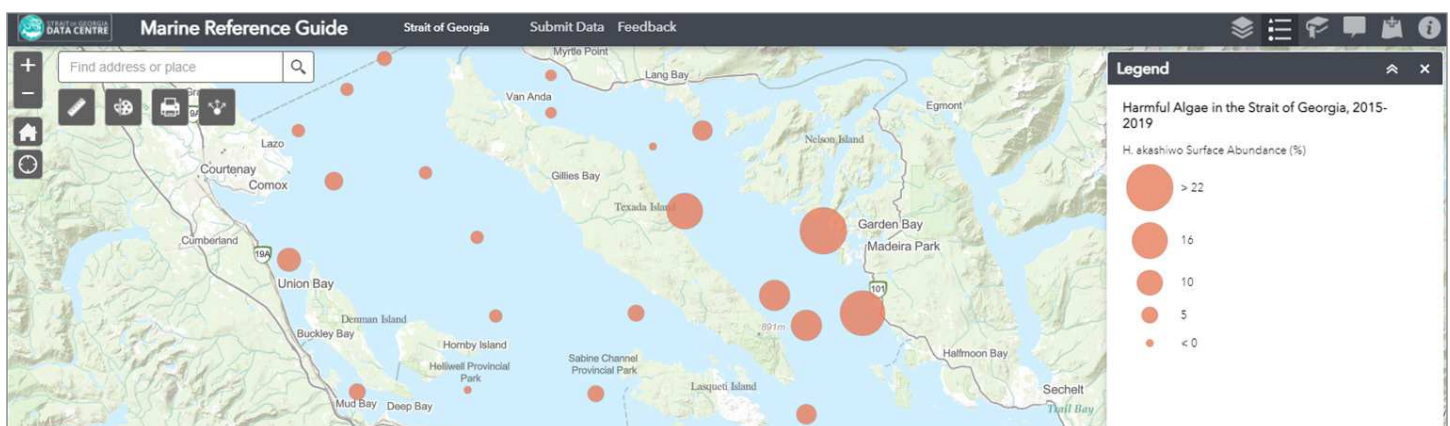 STRAIT OF GEORGIA
DATA CENTRE
Marine Reference Guide
Strait of Georgia
Submit Data
Feedback
Find address or place
Myrtle Point
Lang Bay
Van Anda
Egmont
Nelson Island
Lazo
Courtenay
Comox
Gillies Bay
Texada Island
Garden Bay
Madeira Park
Cumberland
19A
Union Bay
101
Denman Island
891m
Buckley Bay
Hornby Island
Halfmoon Bay
Helliwell Provincial
Park
Sabine Channel
Provincial Park
Lasqueti Island
Sechelt
Mud Bay
Deep Bay
Trail Bay
Legend
Harmful Algae in the Strait of Georgia, 2015-
2019
H. akashiwo Surface Abundance (%)
> 22
16
10
5
< 0